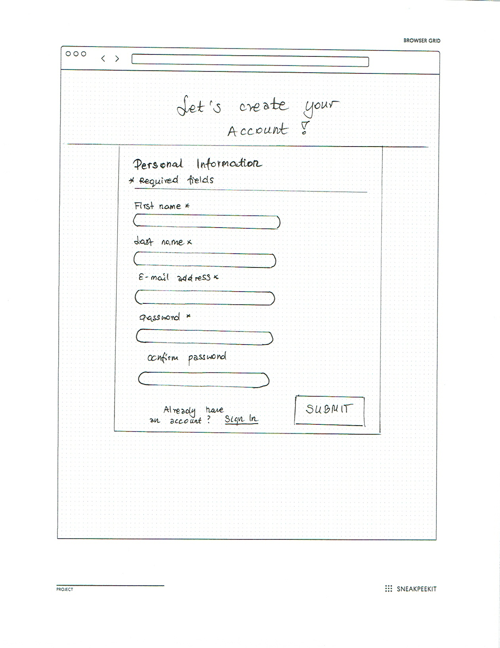 BROWSER GRID
Let's create your
Account !
Personal Information
* Required fields
First name *
Last name *
E-mail address *
Password *
confirm password
Already have
an account ? Sign In
SUBMIT
PROJECT
SNEAKPEEKIT